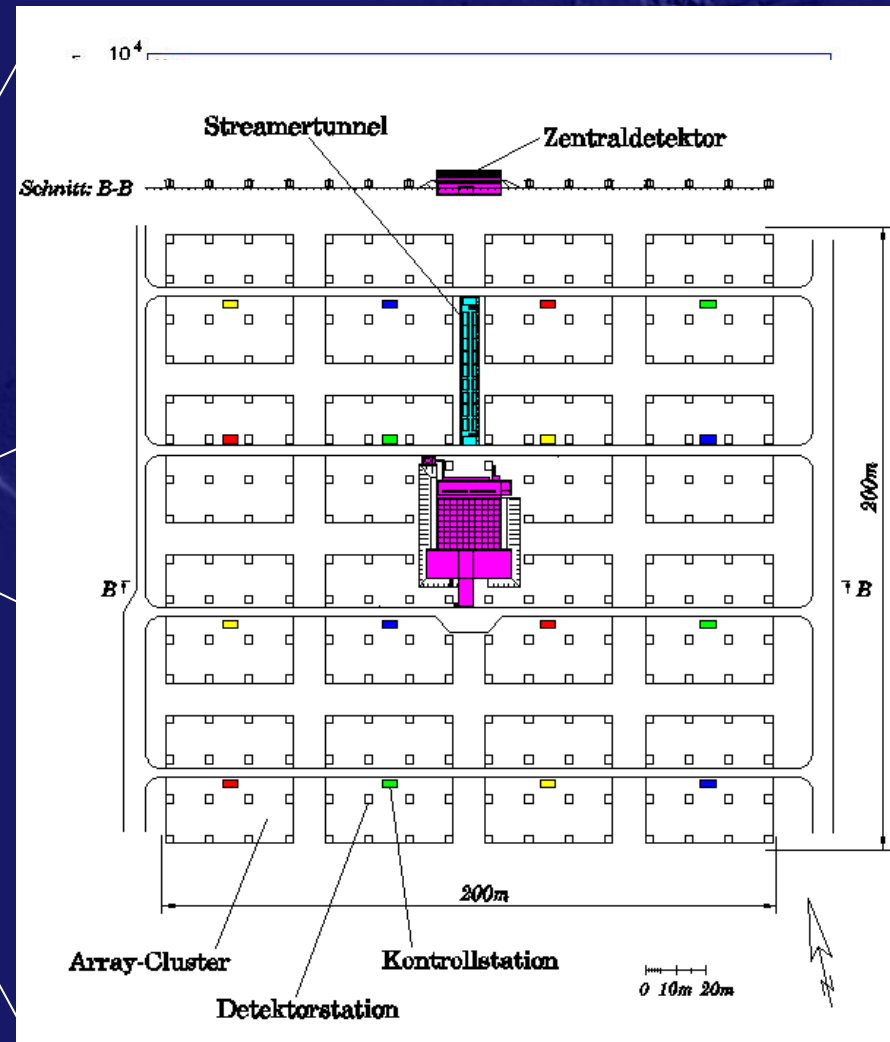 10⁴
Streamertunnel
Zentraldetektor
Schnitt: B-B
200m
B
B
200m
Array-Cluster
Kontrollstation
Detektorstation
0 10m 20m